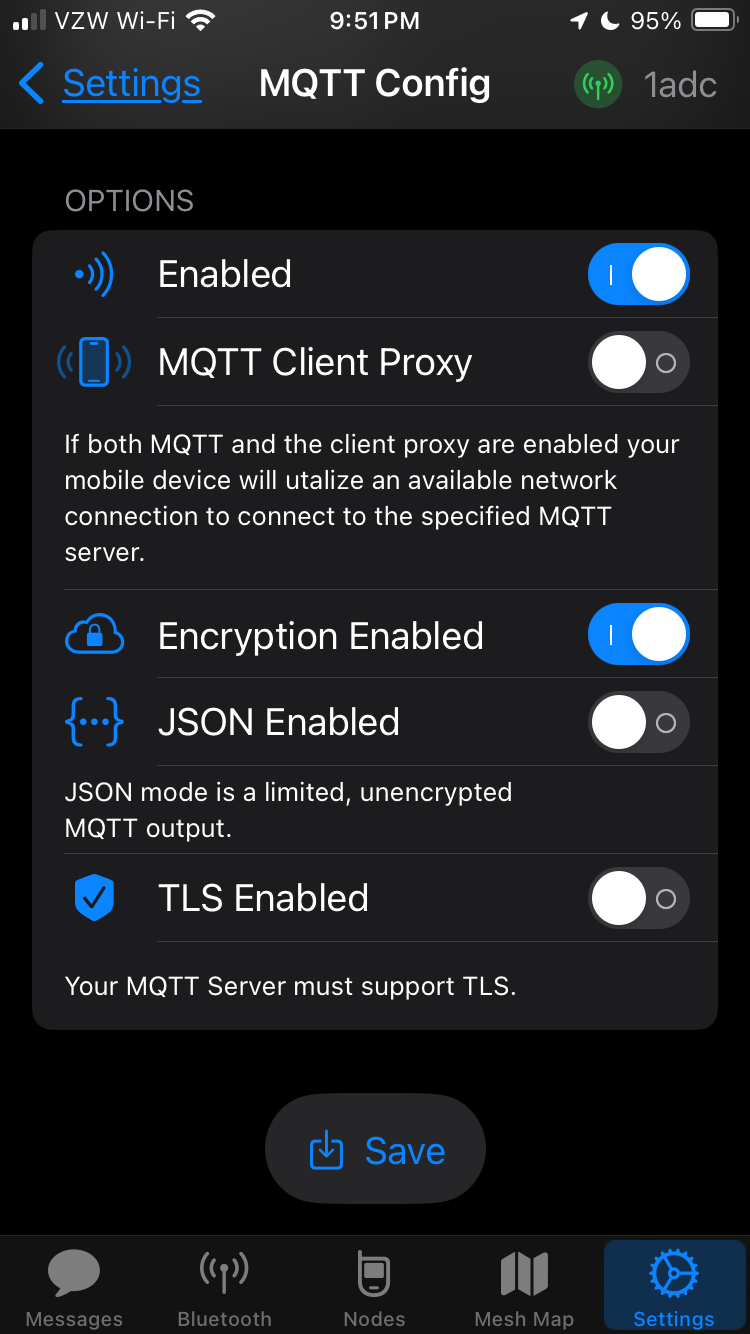 VZW Wi-Fi 9:51PM 95%
Settings MQTT Config 1adc
OPTIONS
Enabled
MQTT Client Proxy
If both MQTT and the client proxy are enabled your
mobile device will utalize an available network
connection to connect to the specified MQTT
server.
Encryption Enabled
JSON Enabled
JSON mode is a limited, unencrypted
MQTT output.
TLS Enabled
Your MQTT Server must support TLS.
Save
Messages Bluetooth Nodes Mesh Map Settings